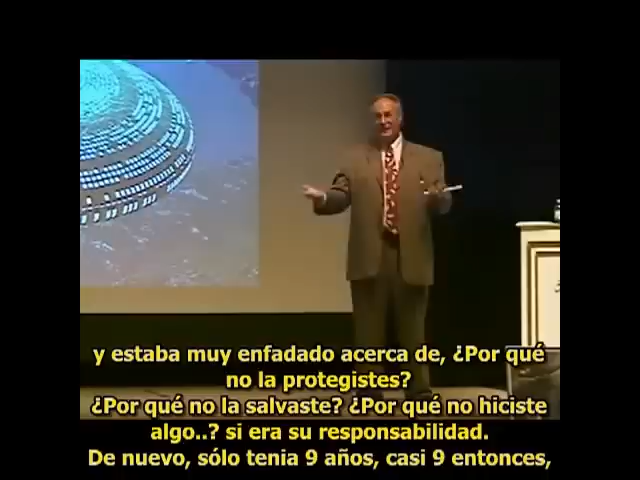 y estaba muy enfadado acerca de, ¿Por qué
no la protegistes?
¿Por qué no la salvaste? ¿Por qué no hiciste
algo..? si era su responsabilidad.
De nuevo, sólo tenia 9 años, casi 9 entonces,